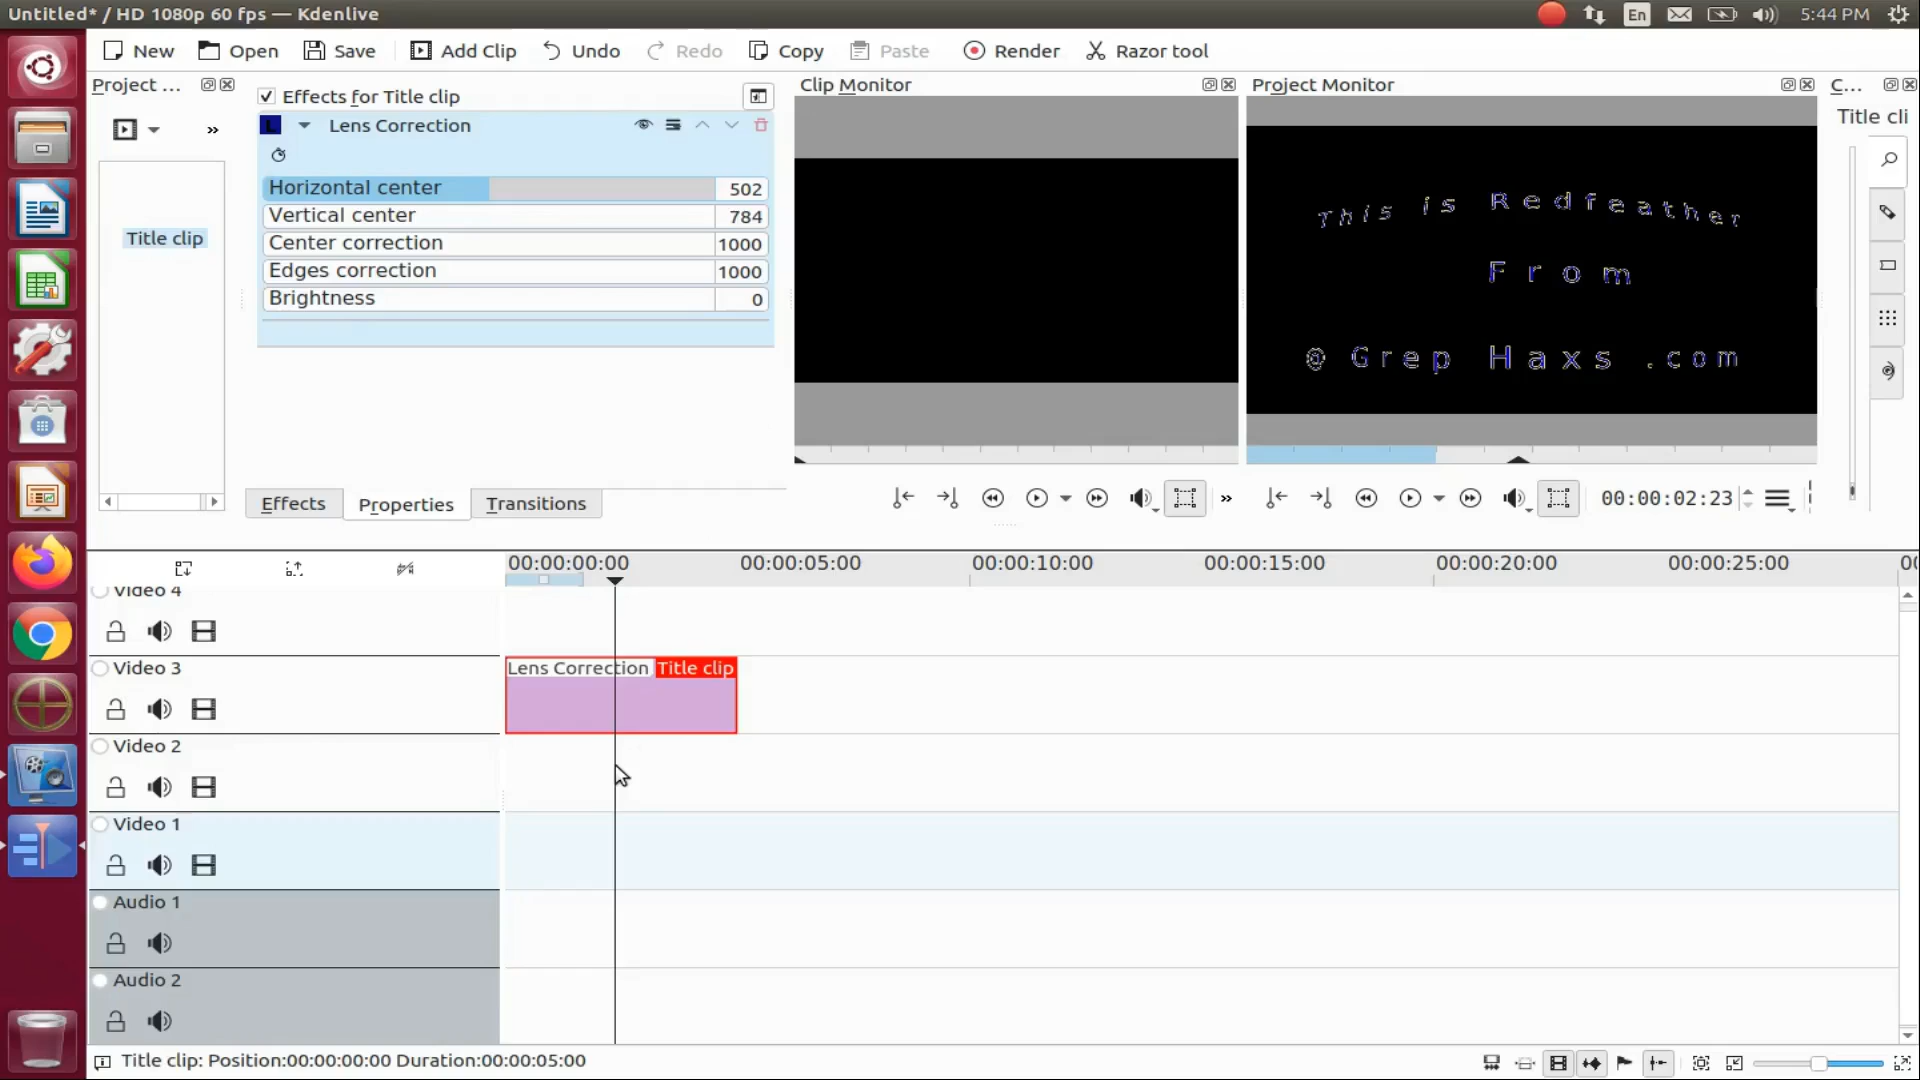 Untitled* / HD 1080p 60 fps — Kdenlive
En
5:44 PM
New
Open
Save
Add Clip
Undo
Redo
Copy
Paste
Render
Razor tool
Project ...
Effects for Title clip
Clip Monitor
Project Monitor
C...
Title cli
L
Lens Correction
Horizontal center 502
Vertical center 784
Center correction 1000
Edges correction 1000
Brightness 0
Title clip
This is Redfeather
From
@ Grep Haxs .com
Effects
Properties
Transitions
00:00:02:23
00:00:00:00
00:00:05:00
00:00:10:00
00:00:15:00
00:00:20:00
00:00:25:00
Video 4
Video 3
Lens Correction
Title clip
Video 2
Video 1
Audio 1
Audio 2
Title clip: Position:00:00:00:00 Duration:00:00:05:00